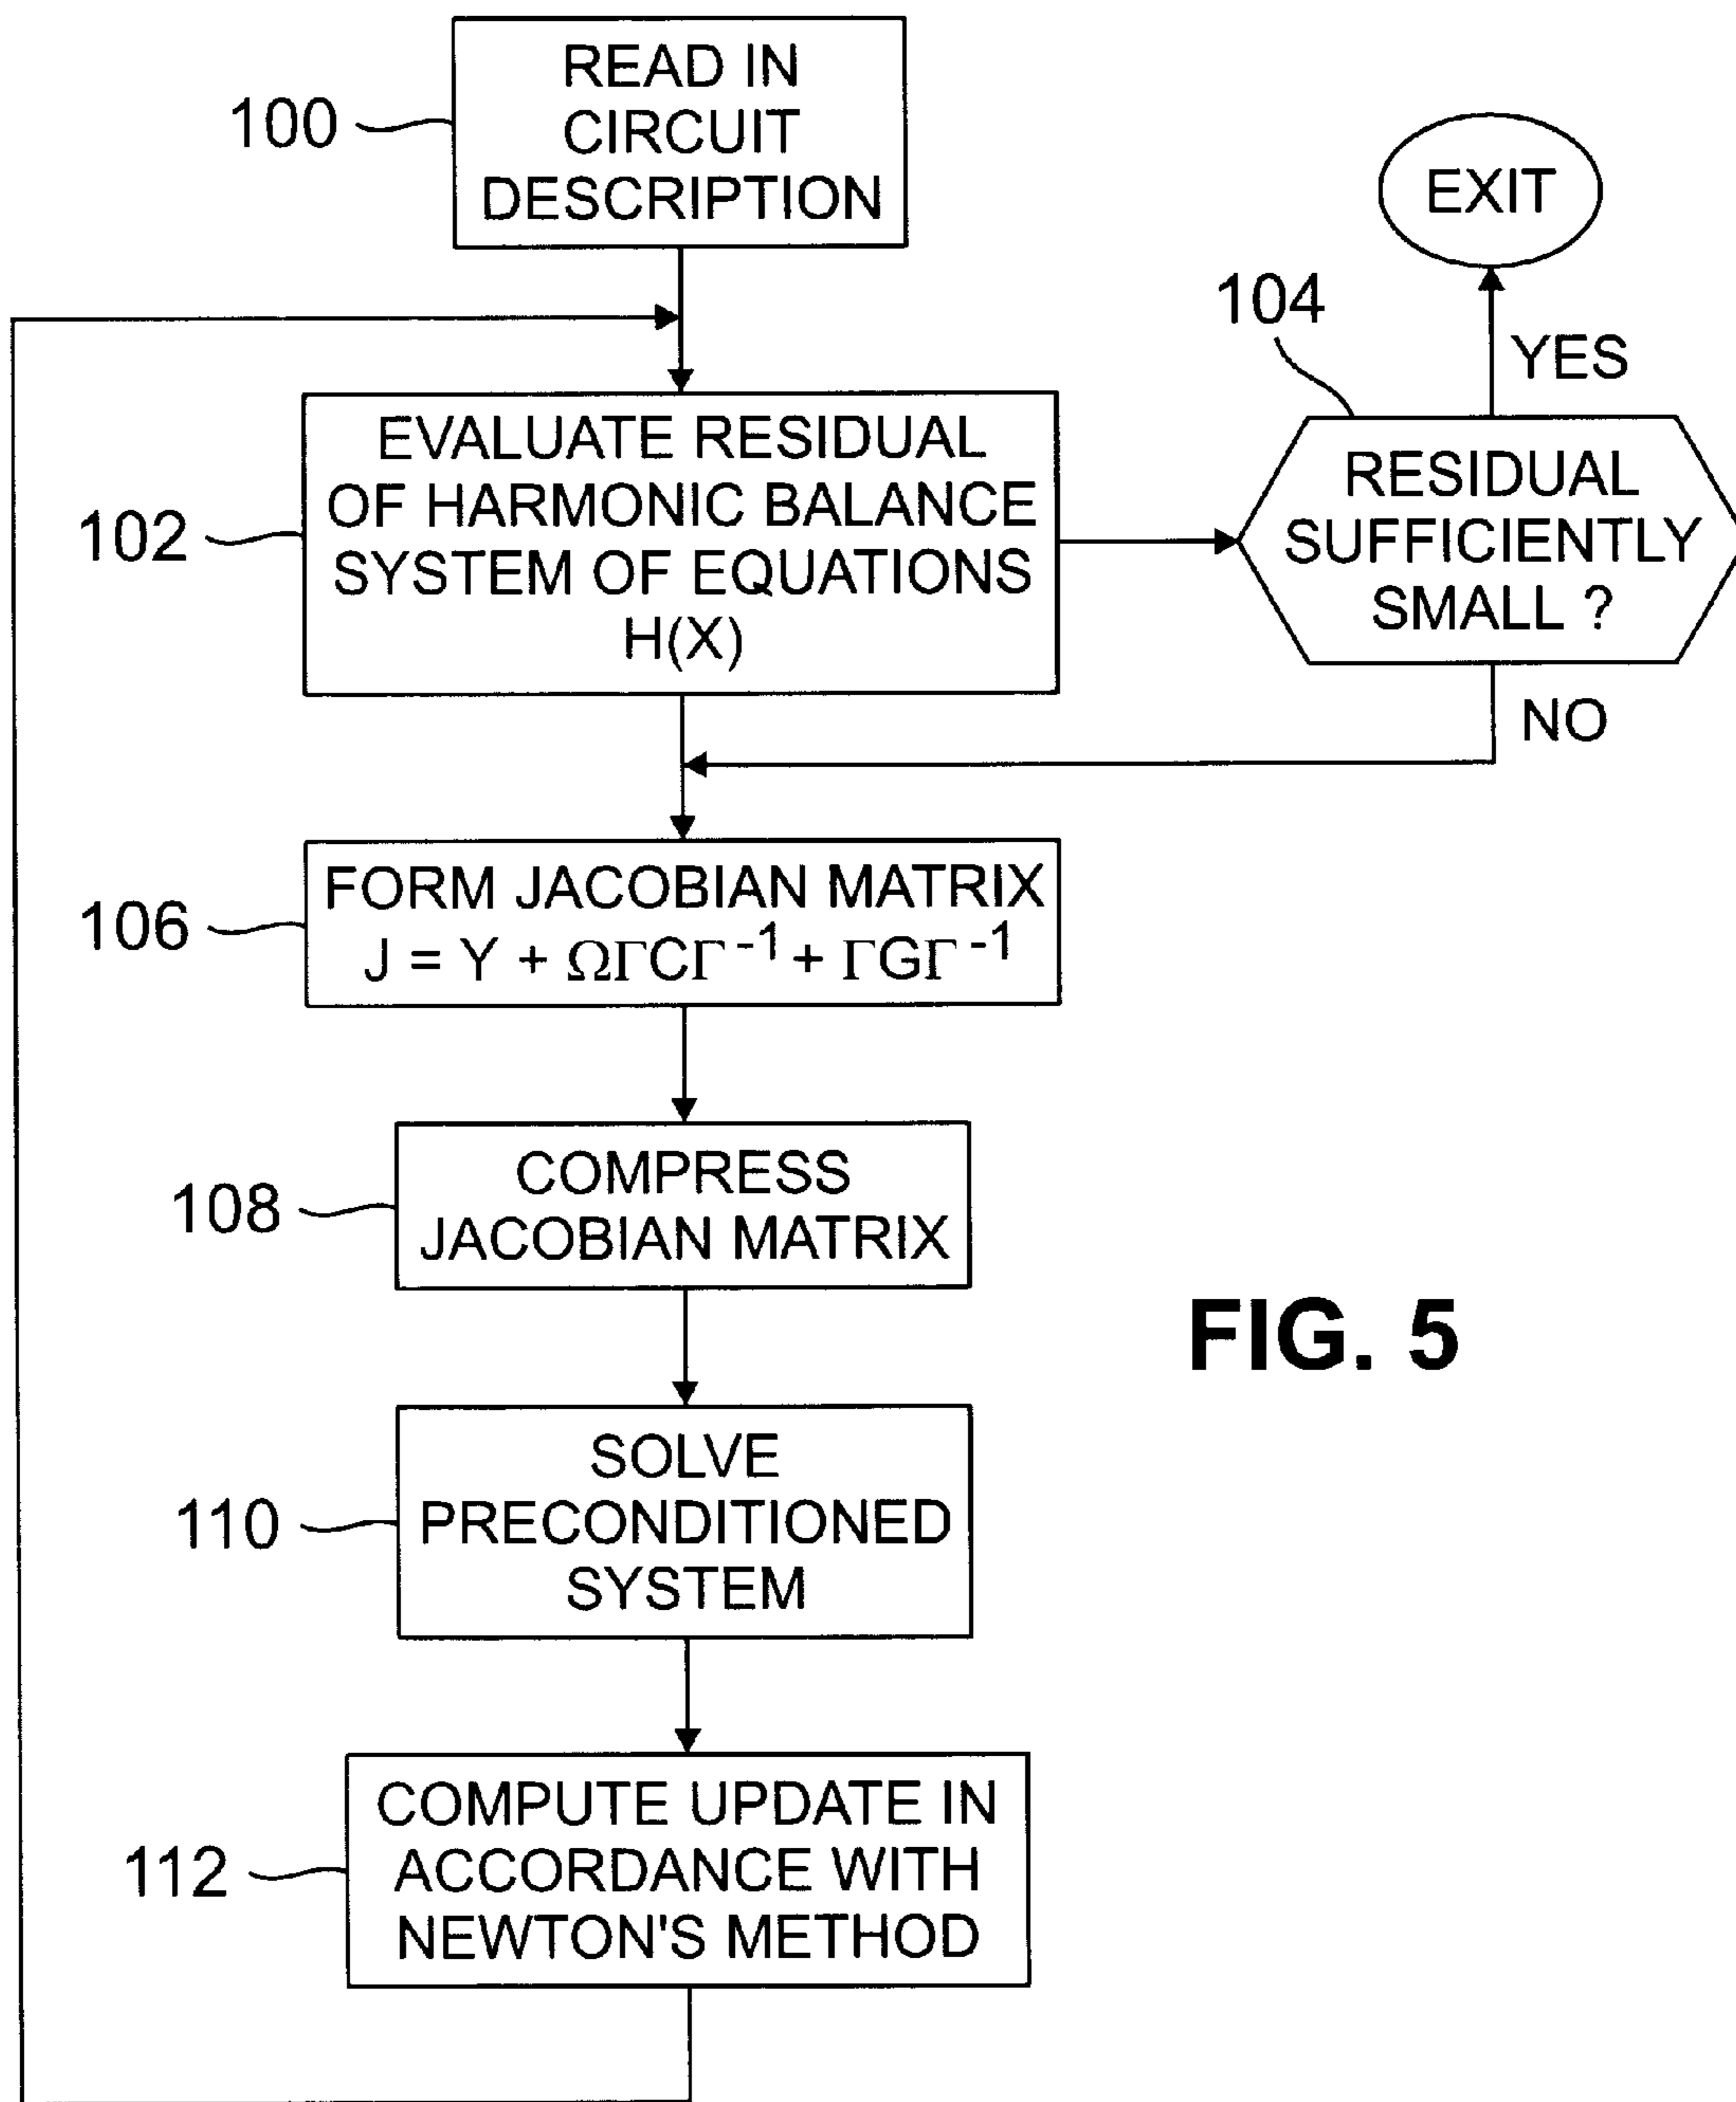 READ IN
CIRCUIT
DESCRIPTION
100
EXIT
104
YES
EVALUATE RESIDUAL
OF HARMONIC BALANCE
SYSTEM OF EQUATIONS
H(X)
102
RESIDUAL
SUFFICIENTLY
SMALL ?
NO
FORM JACOBIAN MATRIX
J = Y + ΩΓCΓ⁻¹ + ΓGΓ⁻¹
106
COMPRESS
JACOBIAN MATRIX
108
FIG. 5
SOLVE
PRECONDITIONED
SYSTEM
110
COMPUTE UPDATE IN
ACCORDANCE WITH
NEWTON'S METHOD
112